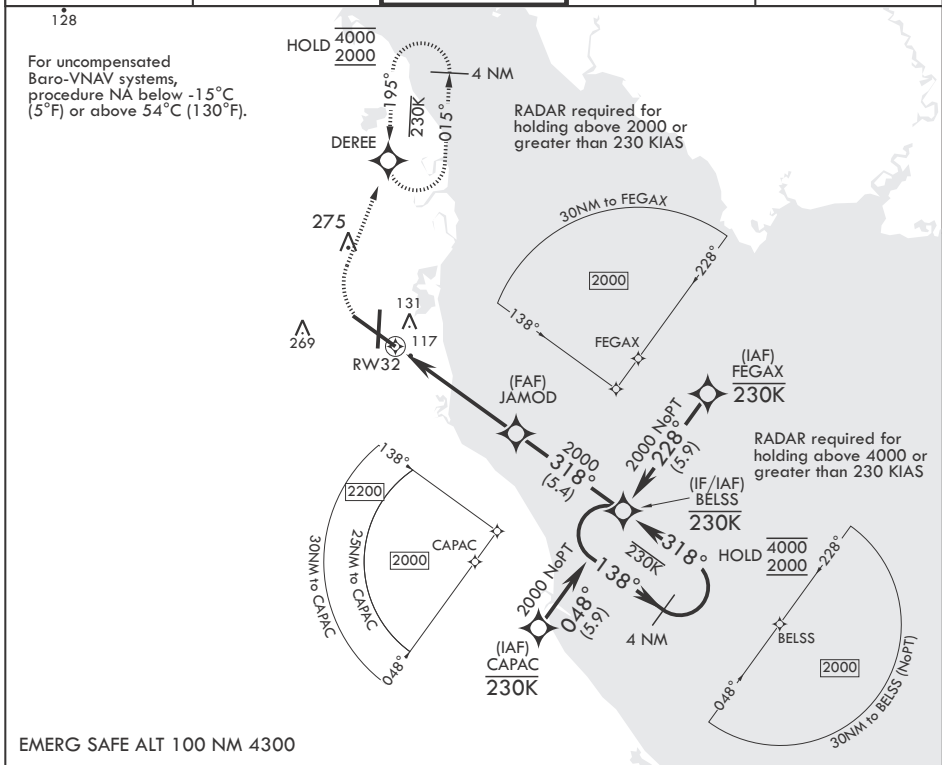 128
For uncompensated
Baro-VNAV systems,
procedure NA below -15°C
(5°F) or above 54°C (130°F).
HOLD 4000
2000
4 NM
195°
230K
015°
RADAR required for
holding above 2000 or
greater than 230 KIAS
DEREE
275
30NM to FEGAX
2000
228°
138°
FEGAX
131
117
269
RW32
(FAF)
JAMOD
(IAF)
FEGAX
230K
2000 NoPT
228°
(5.9)
RADAR required for
holding above 4000 or
greater than 230 KIAS
2000
318°
(5.4)
(IF/IAF)
BELSS
230K
138°
2200
25NM to CAPAC
30NM to CAPAC
2000
CAPAC
048°
2000 NoPT
048°
(5.9)
230K
318°
138°
HOLD 4000
2000
4 NM
(IAF)
CAPAC
230K
228°
BELSS
2000
048°
30NM to BELSS (NoPT)
EMERG SAFE ALT 100 NM 4300